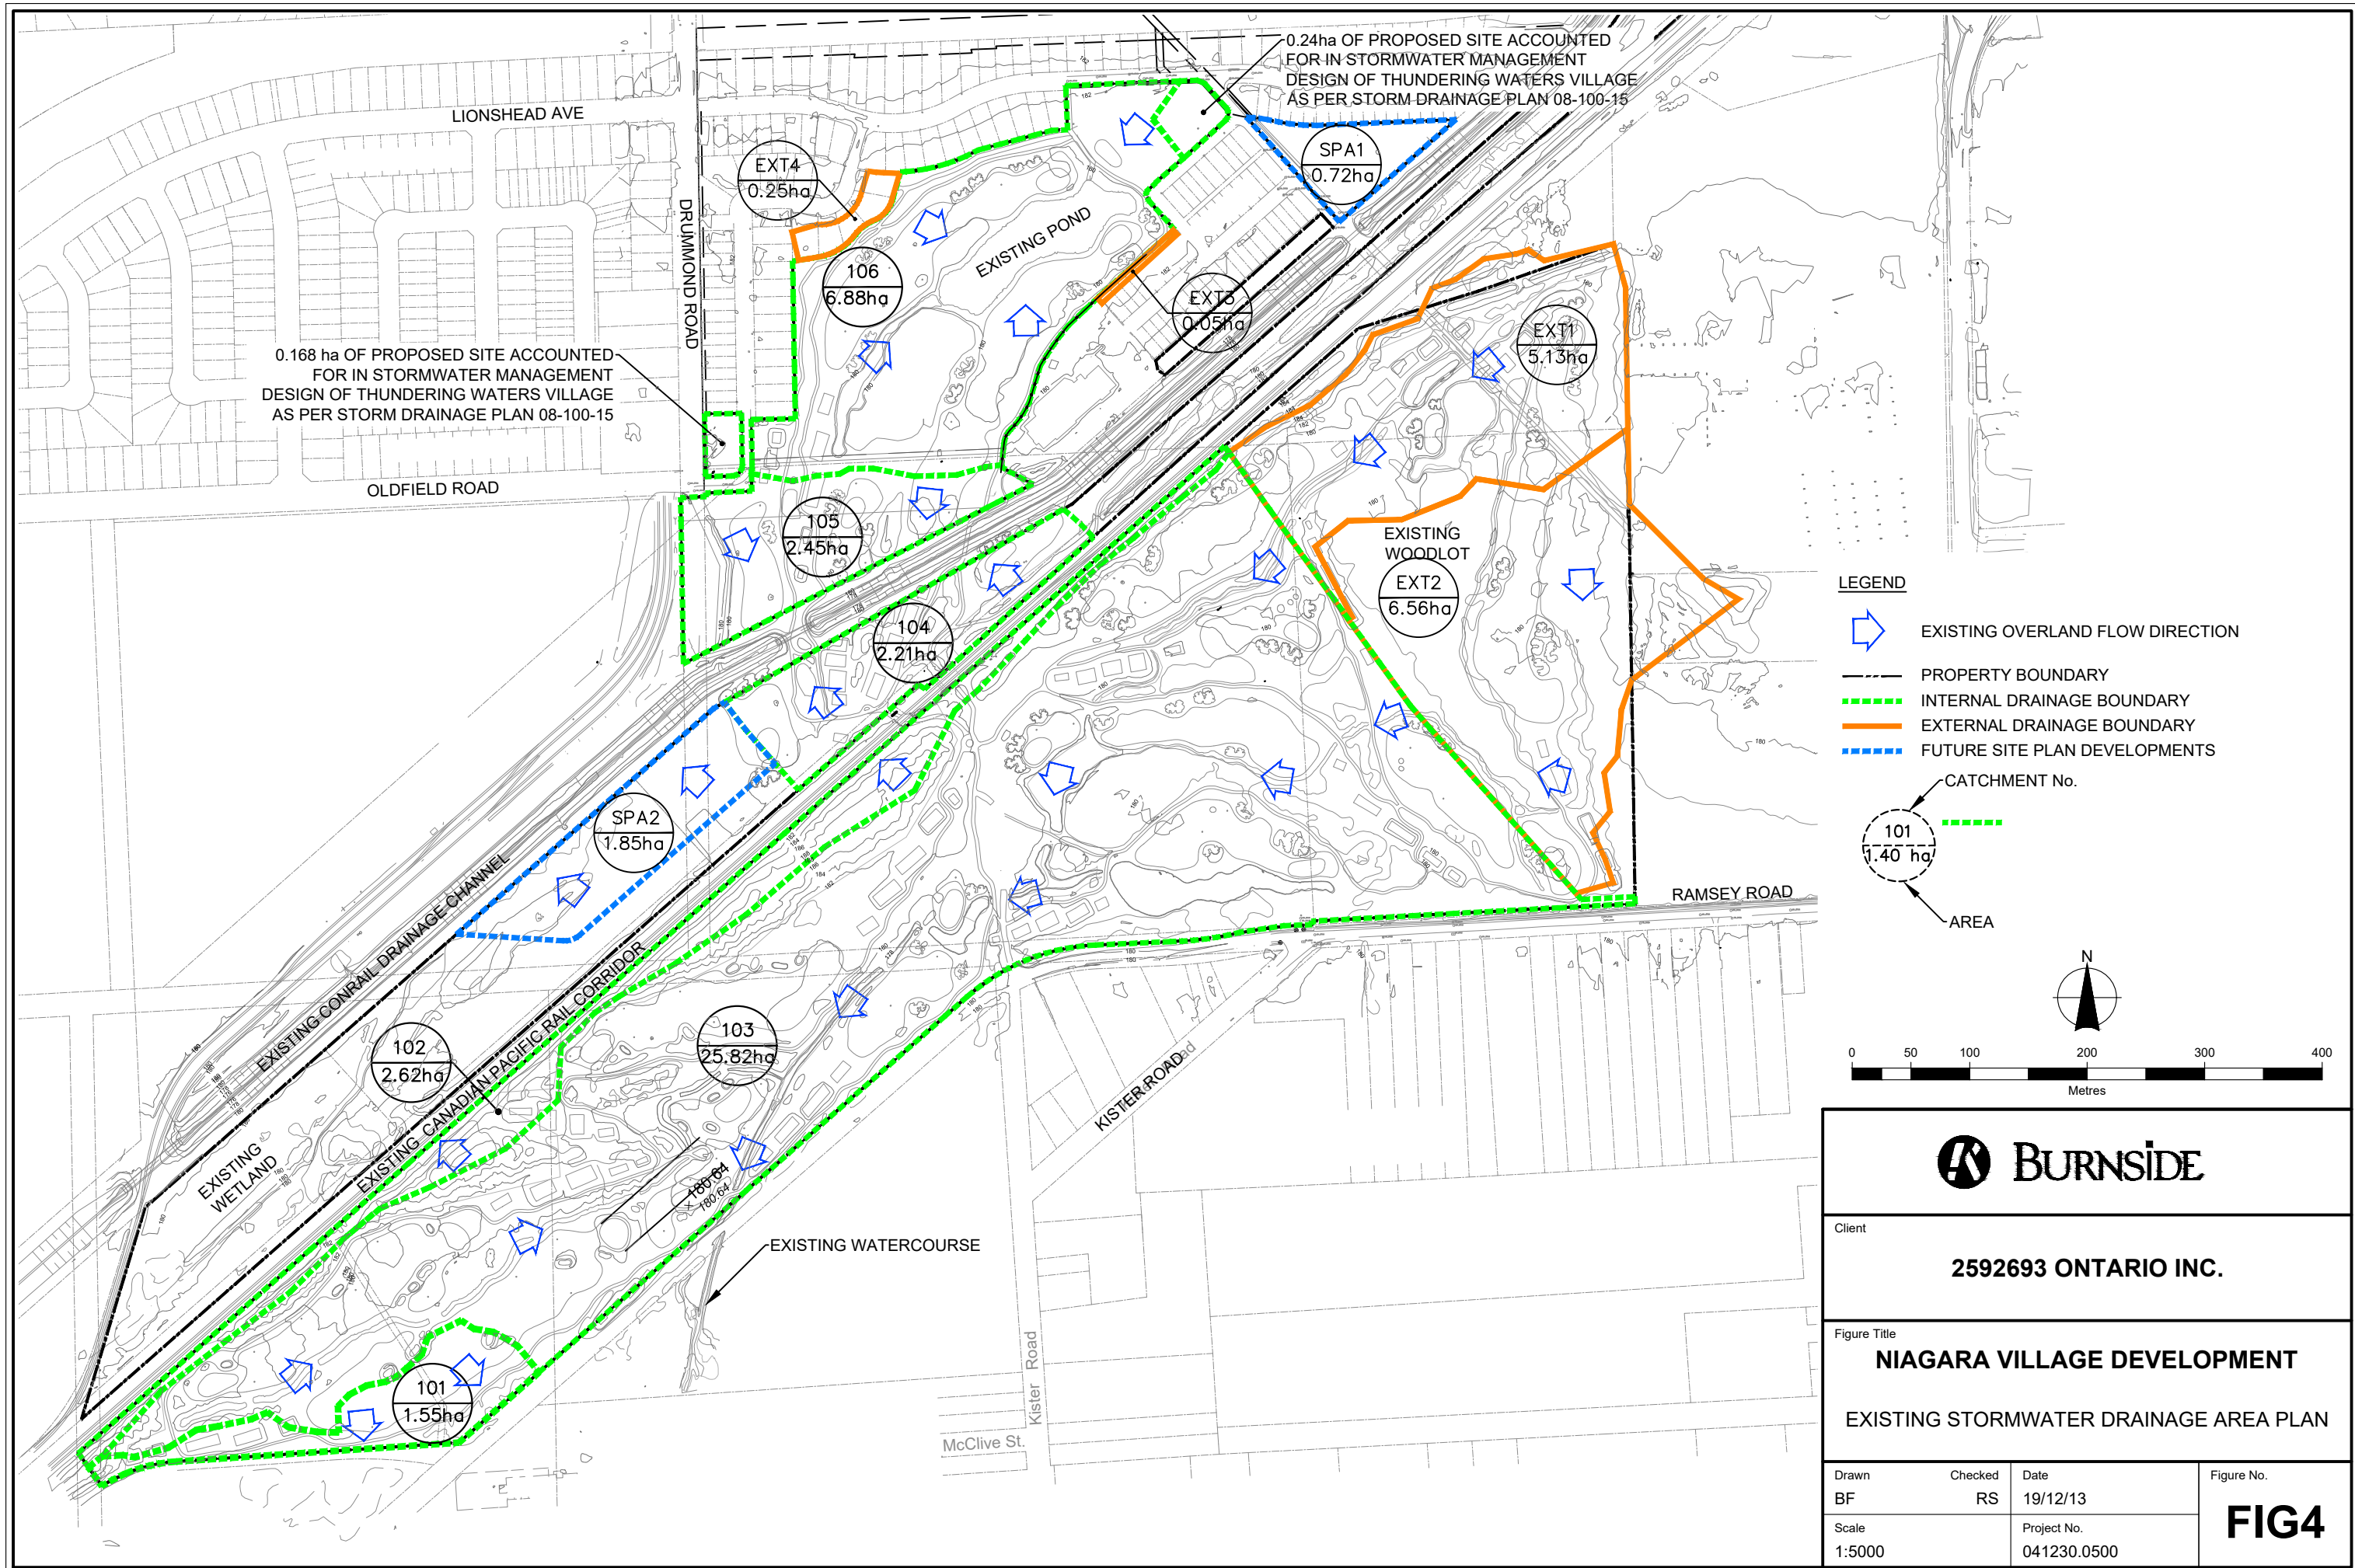 0.24ha OF PROPOSED SITE ACCOUNTED
FOR IN STORMWATER MANAGEMENT
DESIGN OF THUNDERING WATERS VILLAGE
AS PER STORM DRAINAGE PLAN 08-100-15
LIONSHEAD AVE
EXT4
0.25ha
SPA1
0.72ha
DRUMMOND ROAD
EXISTING POND
106
6.88ha
EXT3
0.05ha
EXT1
5.13ha
0.168 ha OF PROPOSED SITE ACCOUNTED
FOR IN STORMWATER MANAGEMENT
DESIGN OF THUNDERING WATERS VILLAGE
AS PER STORM DRAINAGE PLAN 08-100-15
OLDFIELD ROAD
105
2.45ha
EXISTING
WOODLOT
EXT2
6.56ha
104
2.21ha
SPA2
1.85ha
EXISTING CONRAIL DRAINAGE CHANNEL
EXISTING CANADIAN PACIFIC RAIL CORRIDOR
RAMSEY ROAD
102
2.62ha
103
25.82ha
KISTER ROAD
EXISTING
WETLAND
180.64
180.64
EXISTING WATERCOURSE
101
1.55ha
Kister Road
McClive St.
LEGEND
EXISTING OVERLAND FLOW DIRECTION
PROPERTY BOUNDARY
INTERNAL DRAINAGE BOUNDARY
EXTERNAL DRAINAGE BOUNDARY
FUTURE SITE PLAN DEVELOPMENTS
CATCHMENT No.
101
1.40 ha
AREA
N
0 50 100 200 300 400
Metres
BURNSIDE
Client
2592693 ONTARIO INC.
Figure Title
NIAGARA VILLAGE DEVELOPMENT
EXISTING STORMWATER DRAINAGE AREA PLAN
Drawn Checked Date Figure No.
BF RS 19/12/13
FIG4
Scale Project No.
1:5000 041230.0500